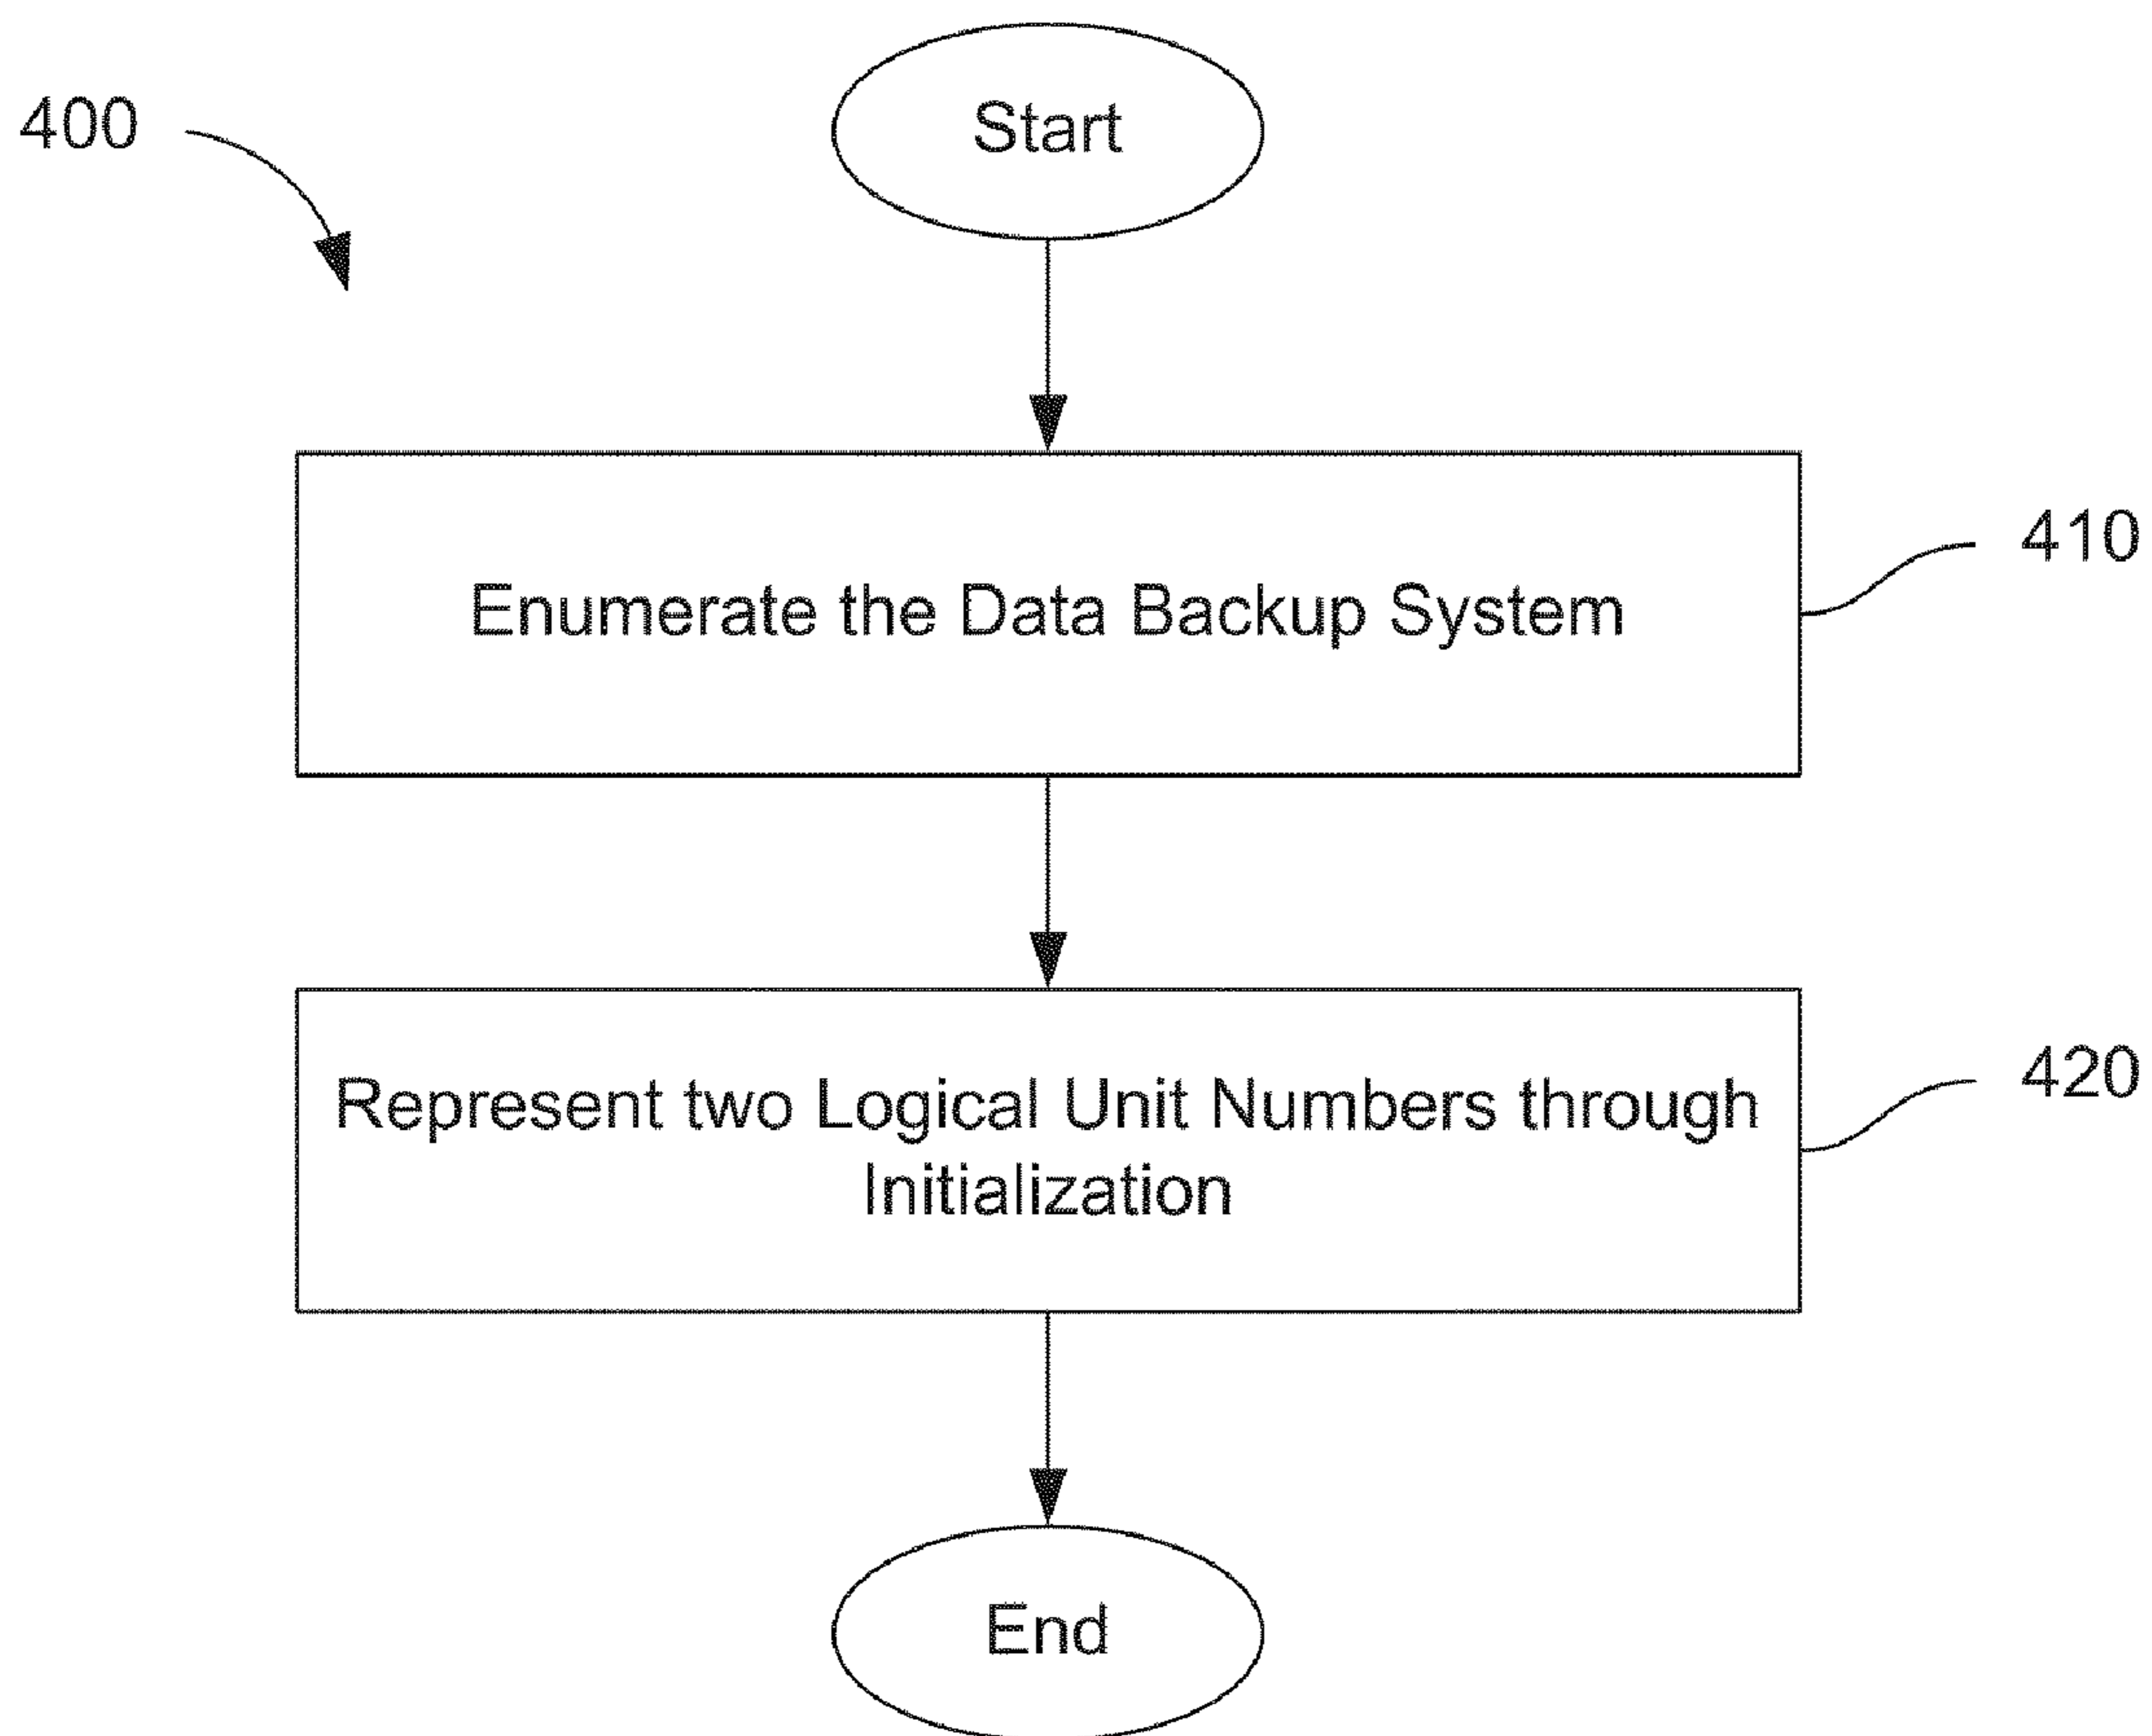 400
Start
Enumerate the Data Backup System
410
Represent two Logical Unit Numbers through
Initialization
420
End